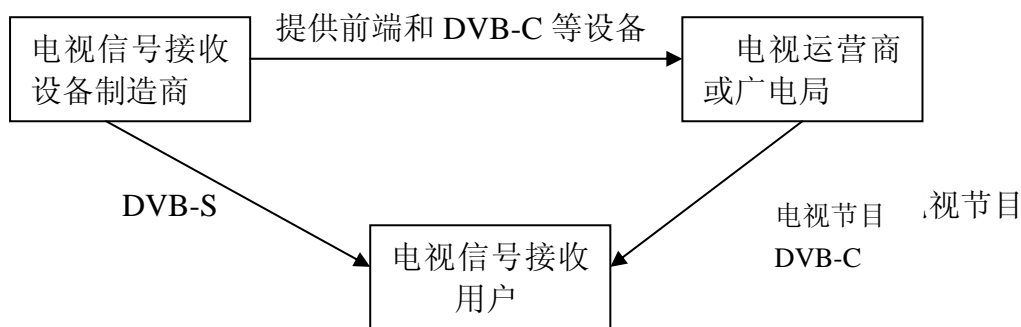 提供前端和 DVB-C 等设备
电视信号接收
设备制造商
电视运营商
或广电局
DVB-S
电视节目
视节目
DVB-C
电视信号接收
用户